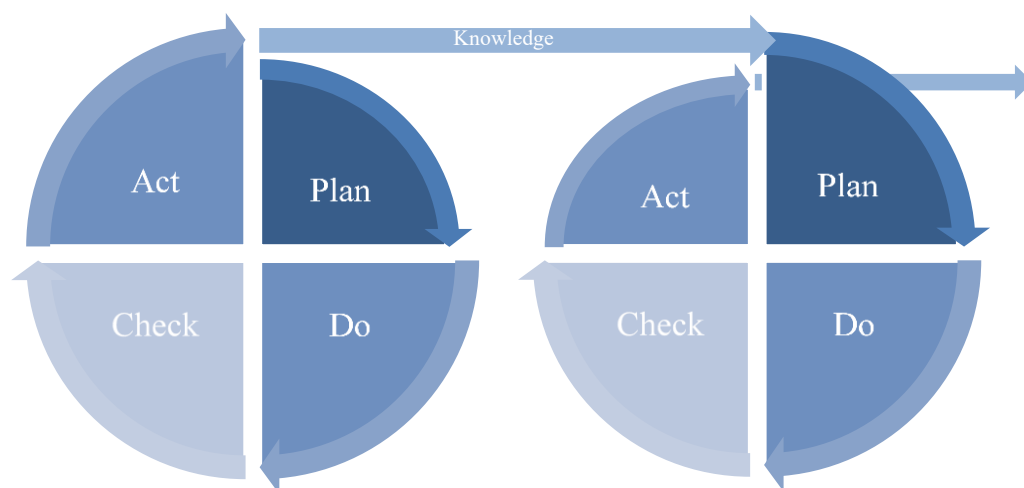 Knowledge
Act
Plan
Check
Do
Act
Plan
Check
Do